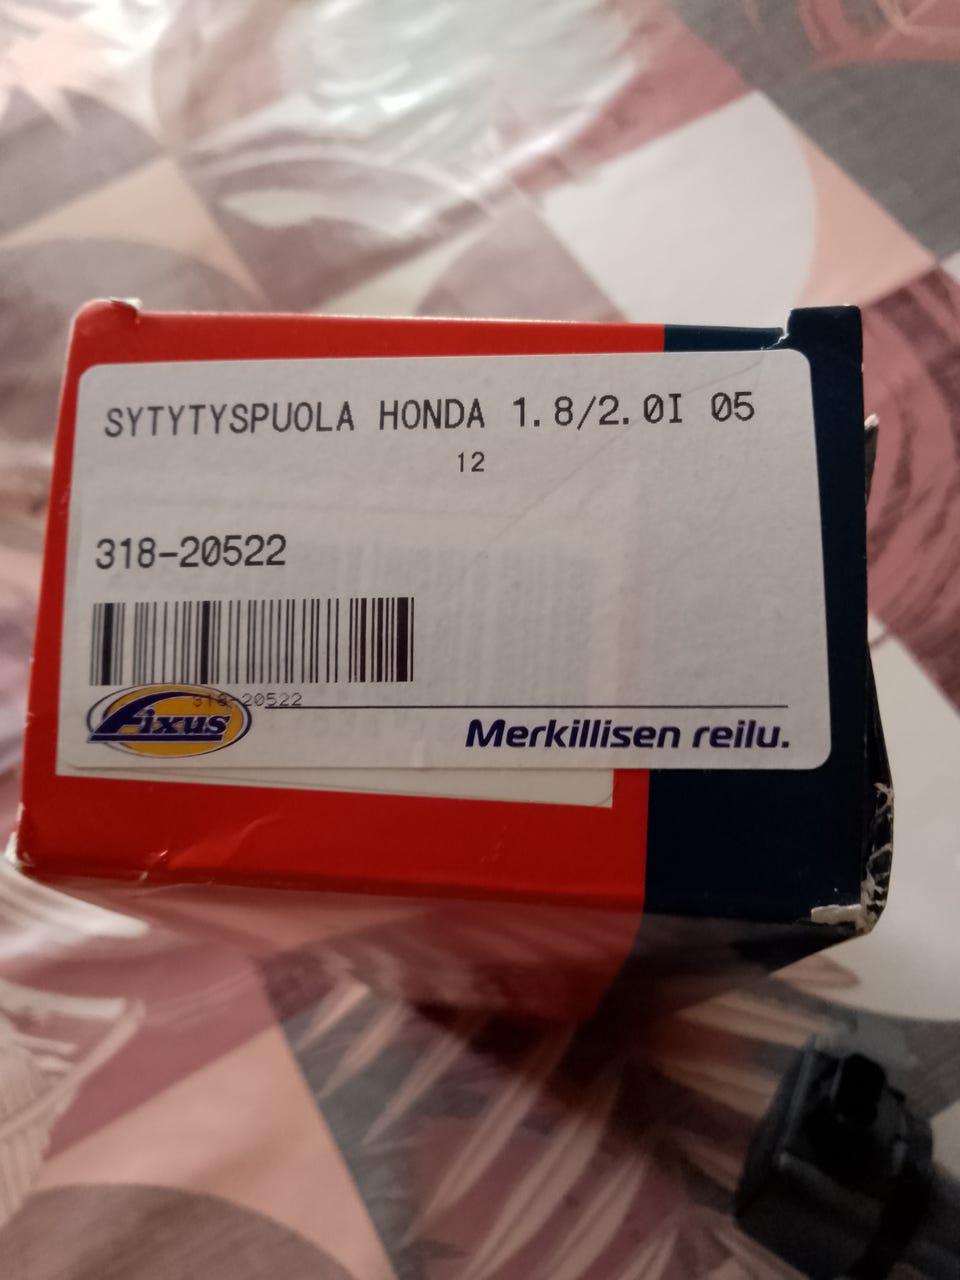 SYTYTYSPUOLA HONDA 1.8/2.0I 05
12
318-20522
318-20522
Fixus
Merkillisen reilu.